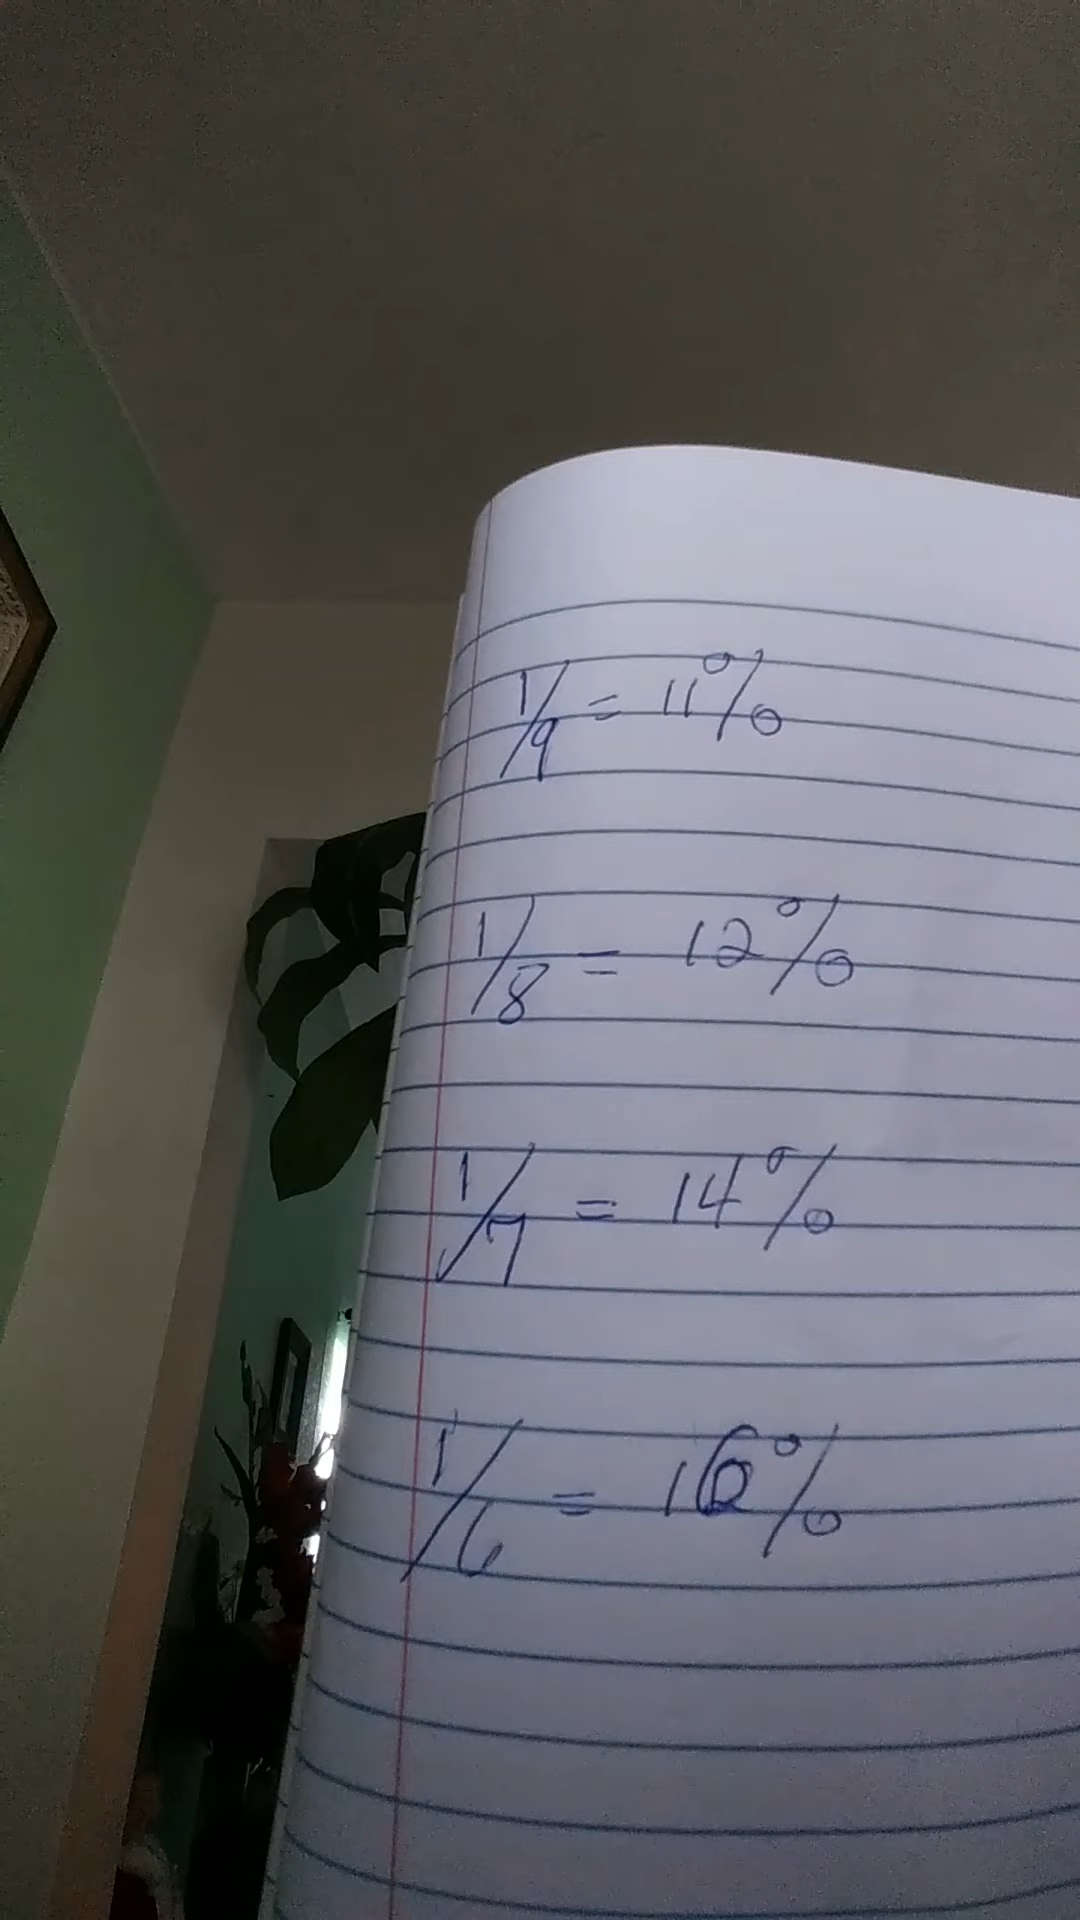 1/9 = 11%
1/8 = 12%
1/7 = 14%
1/6 = 16%